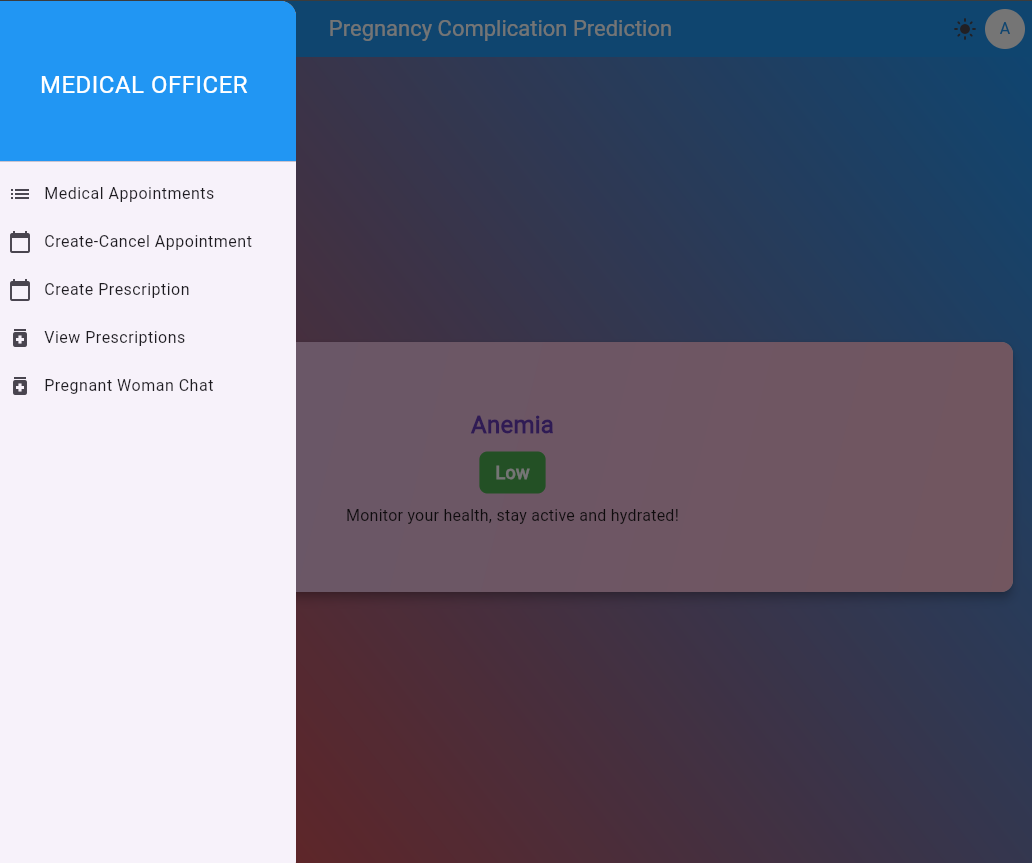 MEDICAL OFFICER
Medical Appointments
Create-Cancel Appointment
Create Prescription
View Prescriptions
Pregnant Woman Chat
Pregnancy Complication Prediction
A
Anemia
Low
Monitor your health, stay active and hydrated!